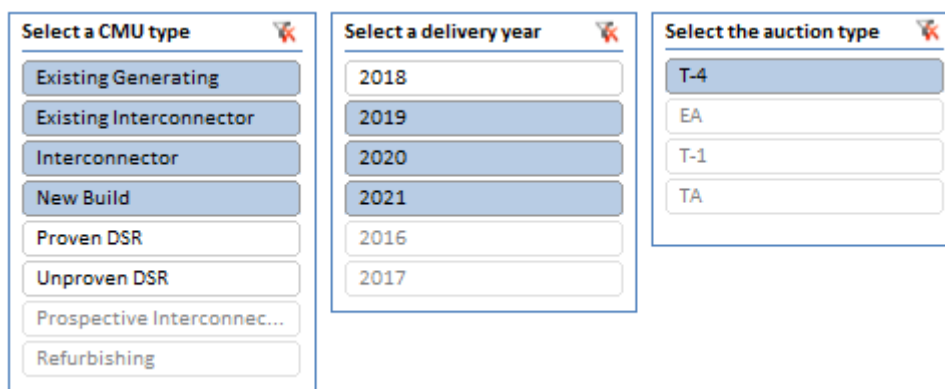 Select a CMU type
Existing Generating
Existing Interconnector
Interconnector
New Build
Proven DSR
Unproven DSR
Prospective Interconnec...
Refurbishing
Select a delivery year
2018
2019
2020
2021
2016
2017
Select the auction type
T-4
EA
T-1
TA